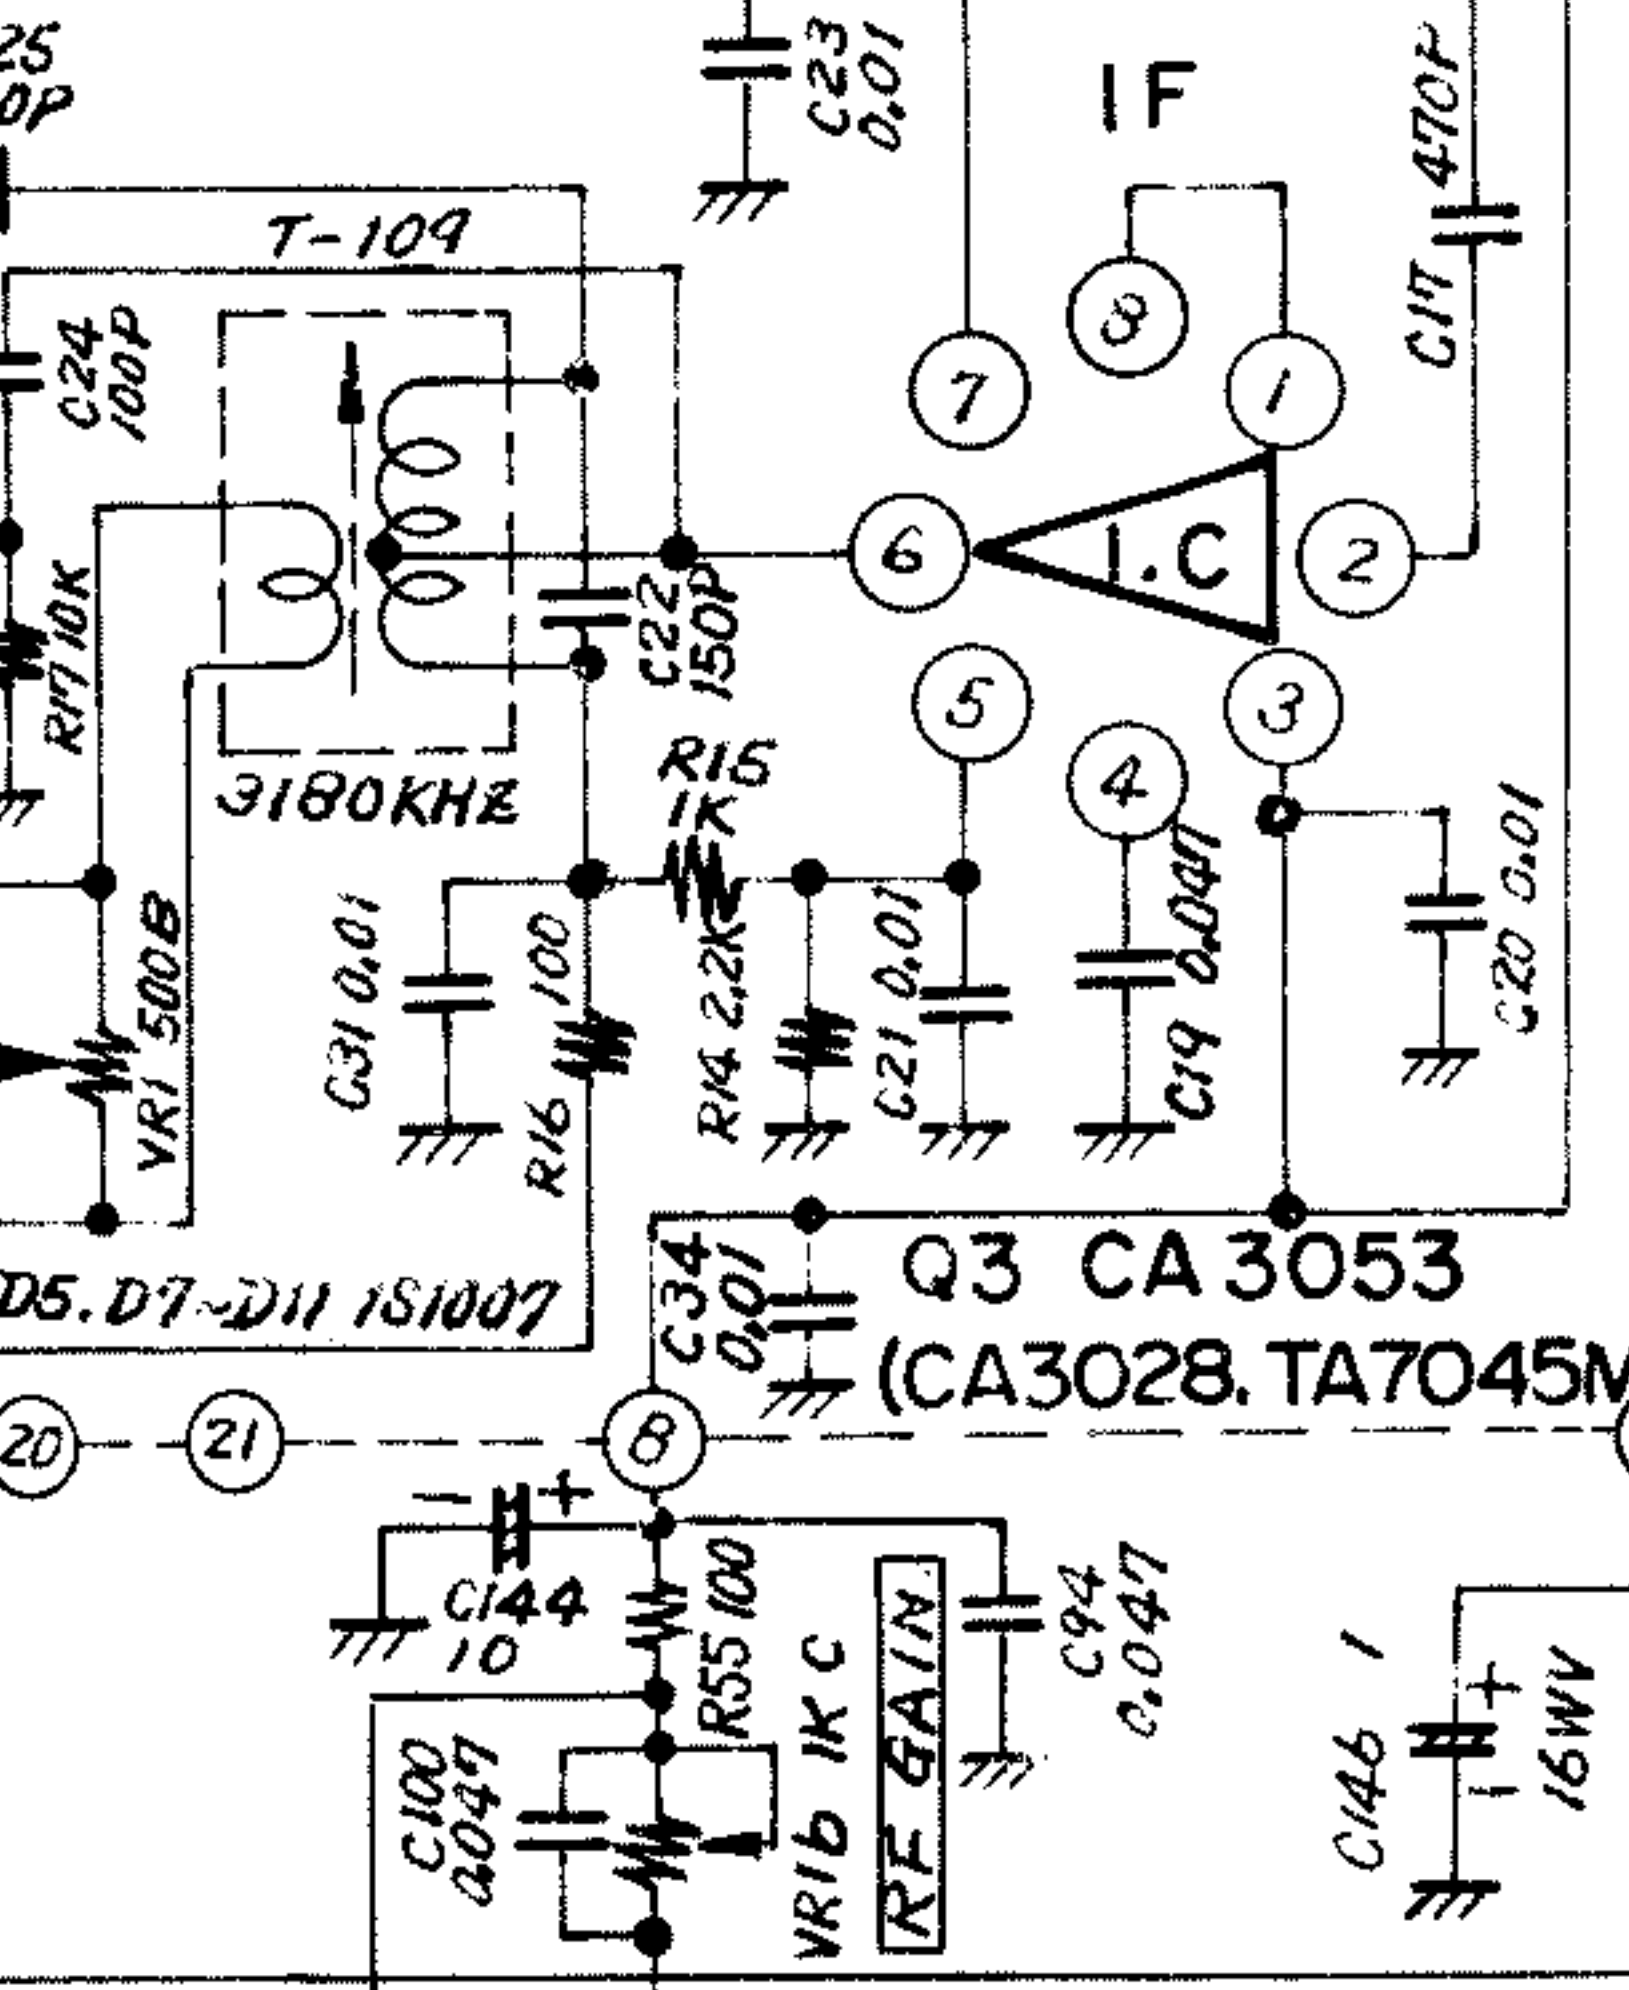 25
0P
C23
0.01
IF
C17 470P
T-109
C24
100P
8
7
1
6
I.C
2
R17 10K
C22
150P
5
3
4
3180KHZ
R15
1K
C31 0.01
R16 100
R14 2.2K
C21 0.01
C19 0.047
C20 0.01
VR1 500B
C34
0.01
Q3 CA3053
D5. D7~D11 1S1007
(CA3028. TA7045M
20
21
8
- +
C144
10
R55 100
C94
0.047
VR1b 1K C
RF GAIN
C100
0.047
C146 1
+
-
16WV